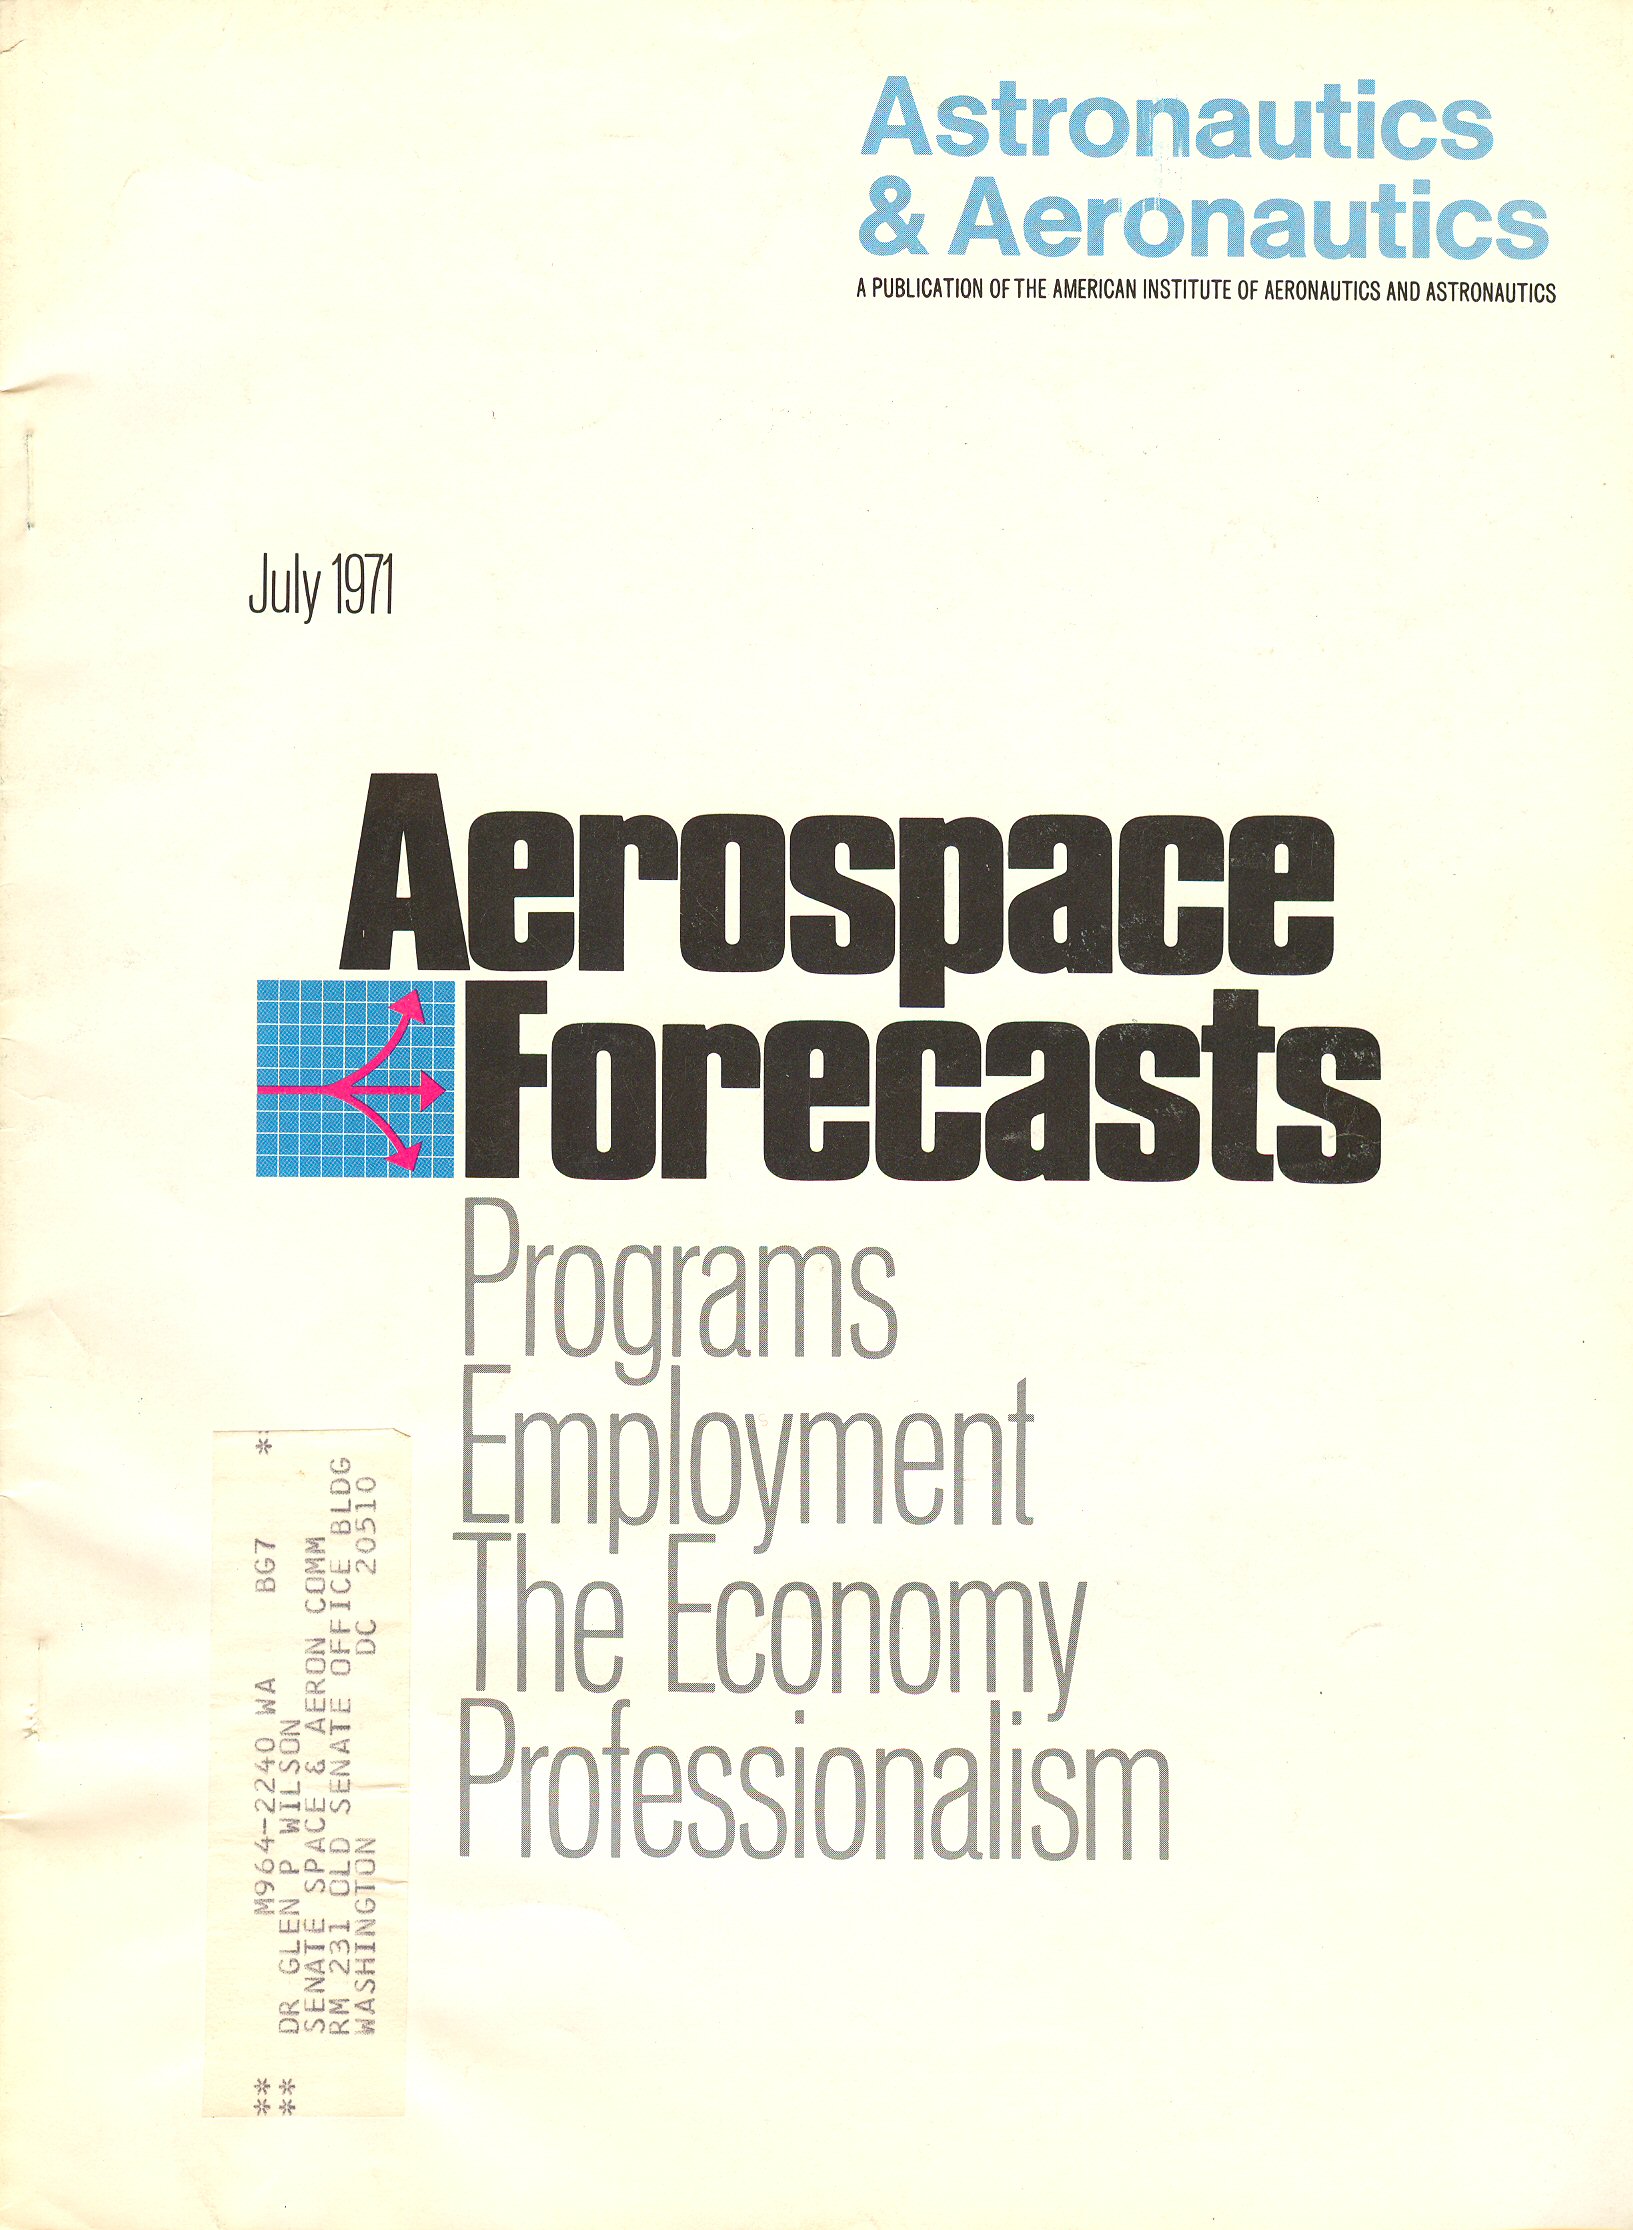 Astronautics
& Aeronautics
A PUBLICATION OF THE AMERICAN INSTITUTE OF AERONAUTICS AND ASTRONAUTICS
July 1971
Aerospace
Forecasts
Programs
Employment
The Economy
Professionalism
** M964-2240 WA BG7 **
** DR GLEN P WILSON
SENATE SPACE & AERON COMM
RM 231 OLD SENATE OFFICE BLDG
WASHINGTON DC 20510